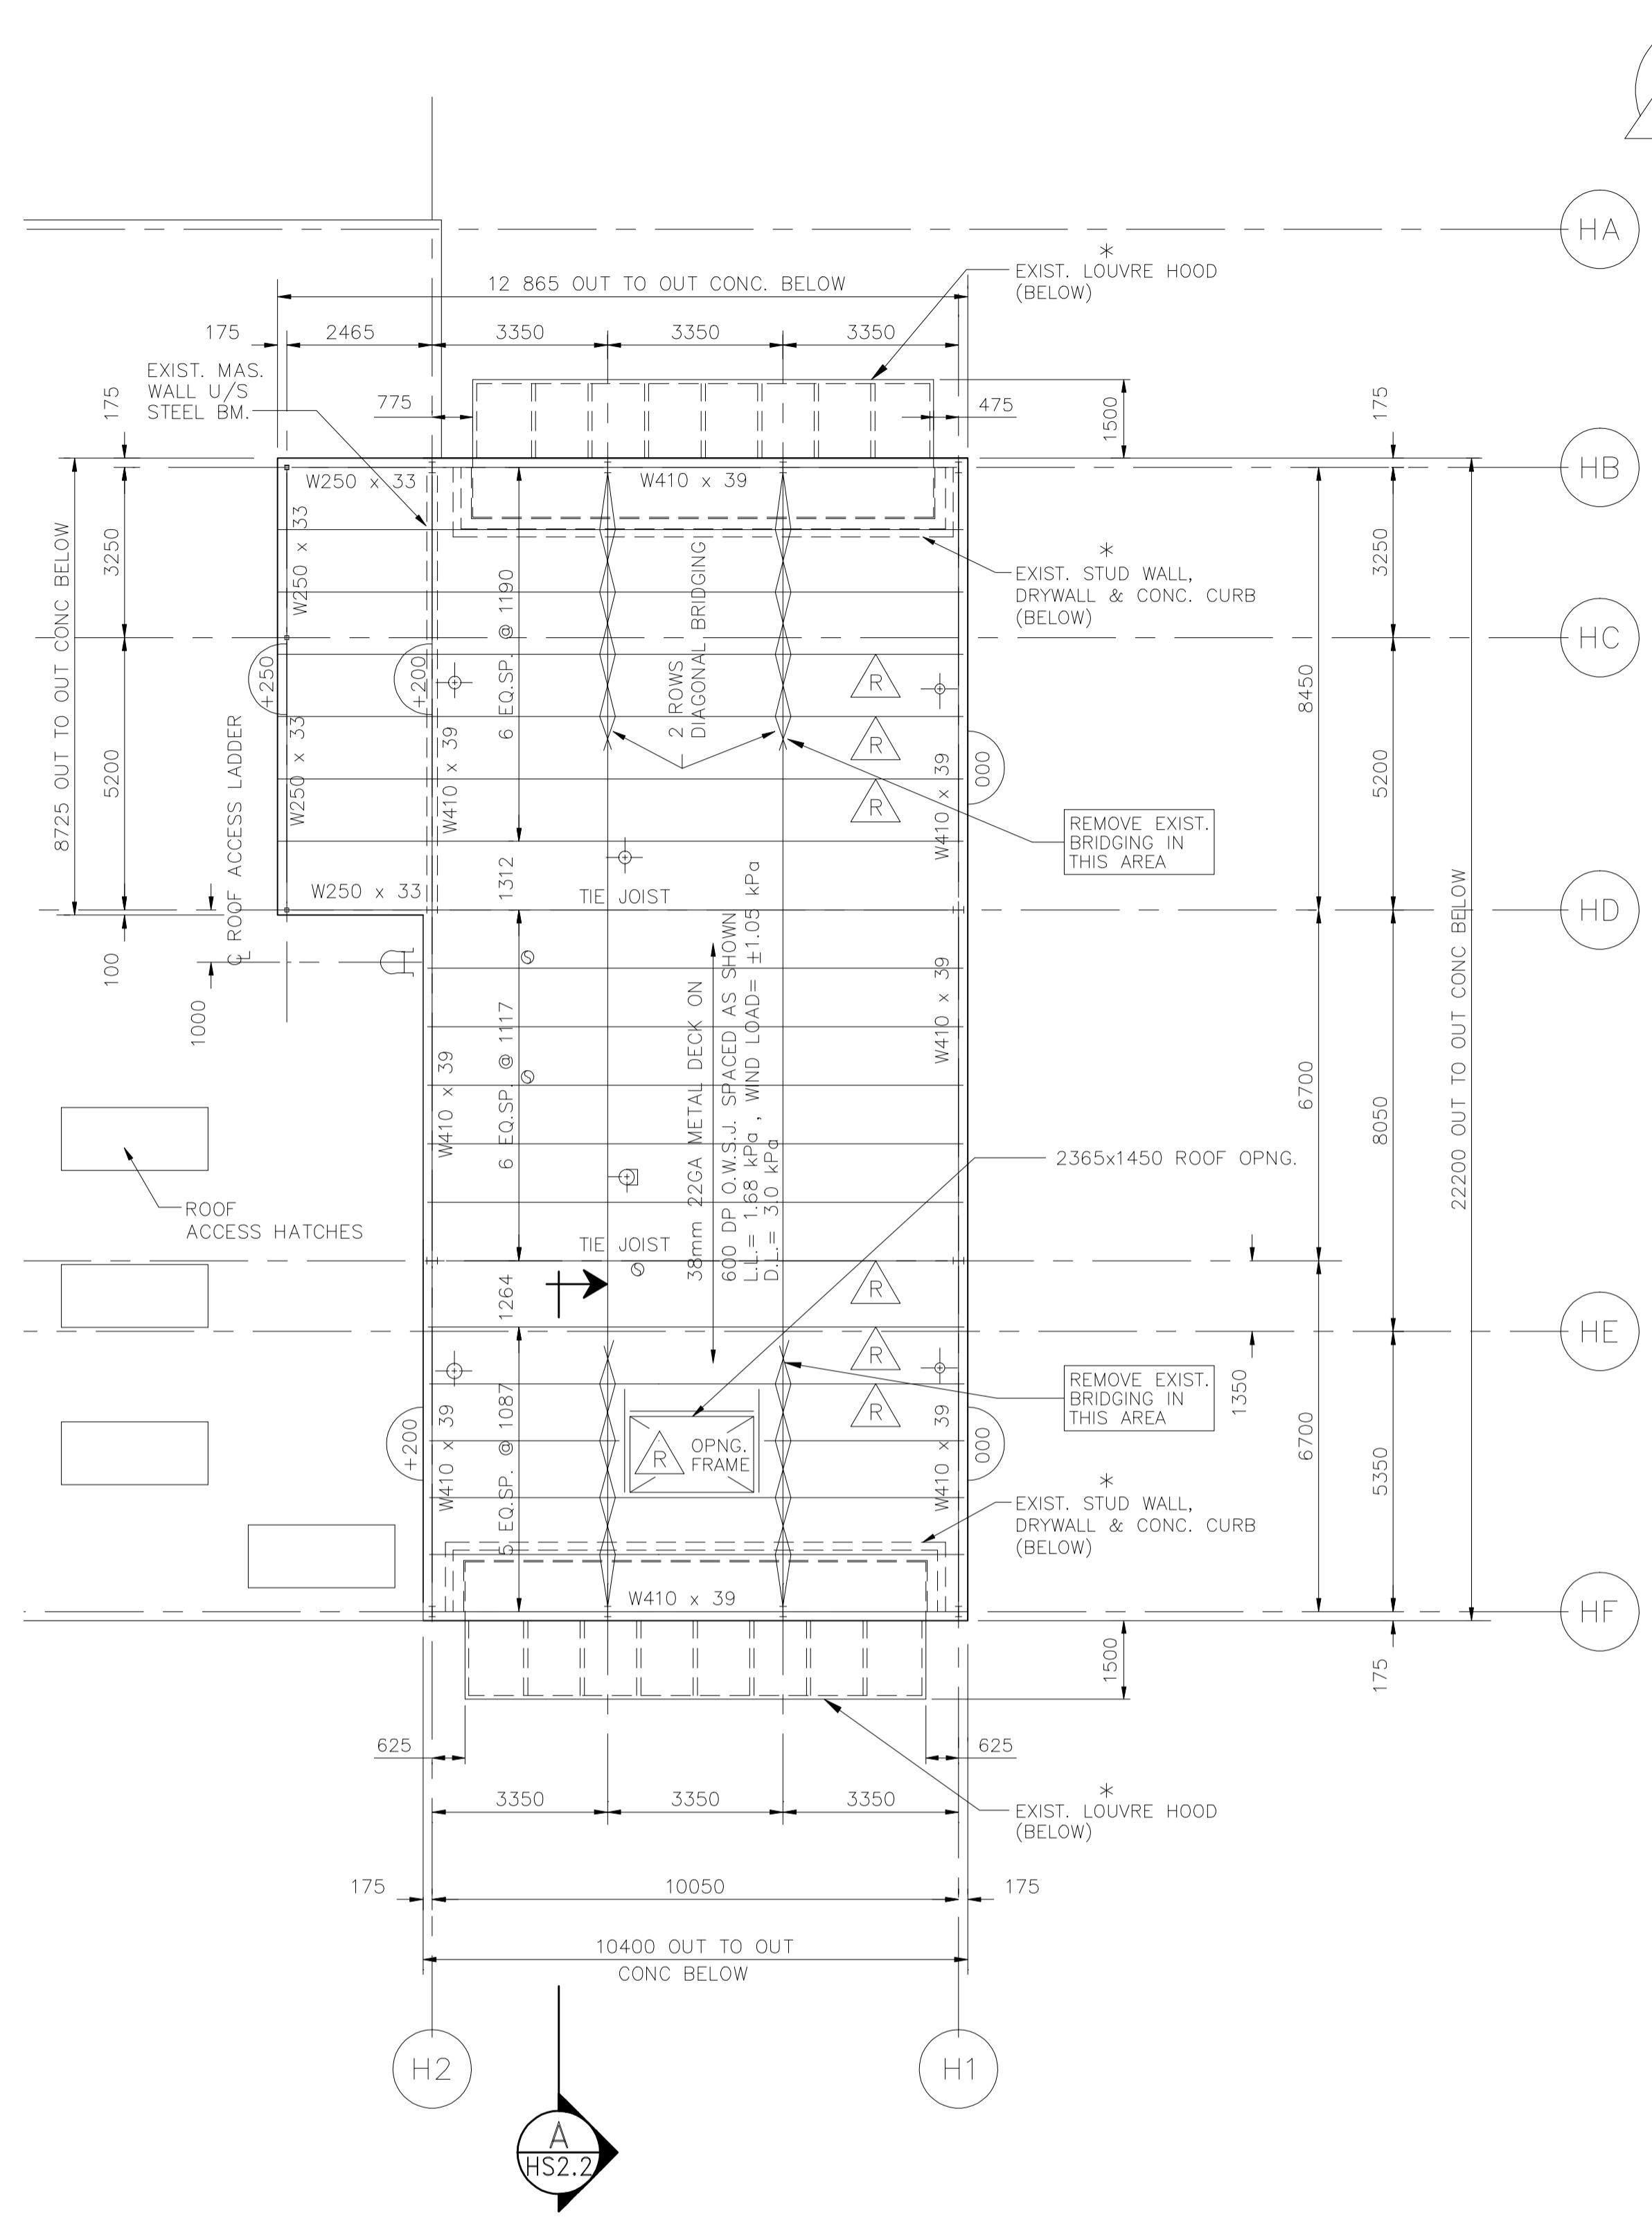 HA
12 865 OUT TO OUT CONC. BELOW
*
EXIST. LOUVRE HOOD
(BELOW)
175
2465
3350
3350
3350
EXIST. MAS.
WALL U/S
STEEL BM.
175
775
475
1500
175
HB
W250 x 33
W410 x 39
8725 OUT TO OUT CONC BELOW
3250
W250 x 33
6 EQ.SP. @ 1190
2 ROWS
DIAGONAL BRIDGING
*
EXIST. STUD WALL,
DRYWALL & CONC. CURB
(BELOW)
3250
HC
+250
+200
R
R
R
8450
5200
W250 x 33
W410 x 39
W410 x 39
000
5200
REMOVE EXIST.
BRIDGING IN
THIS AREA
℄ ROOF ACCESS LADDER
W250 x 33
1312
TIE JOIST
HD
100
1000
22200 OUT TO OUT CONC BELOW
W410 x 39
6 EQ.SP. @ 1117
38mm 22GA METAL DECK ON
600 DP O.W.S.J. SPACED AS SHOWN
L.L.= 1.68 kPa , WIND LOAD= ±1.05 kPa
D.L.= 3.0 kPa
W410 x 39
6700
8050
S
S
2365x1450 ROOF OPNG.
ROOF
ACCESS HATCHES
TIE JOIST
S
1264
R
HE
R
R
1350
REMOVE EXIST.
BRIDGING IN
THIS AREA
+200
W410 x 39
5 EQ.SP. @ 1087
R
OPNG.
FRAME
W410 x 39
000
6700
5350
*
EXIST. STUD WALL,
DRYWALL & CONC. CURB
(BELOW)
W410 x 39
HF
1500
175
625
625
3350
3350
3350
*
EXIST. LOUVRE HOOD
(BELOW)
175
10050
175
10400 OUT TO OUT
CONC BELOW
H2
H1
A
HS2.2